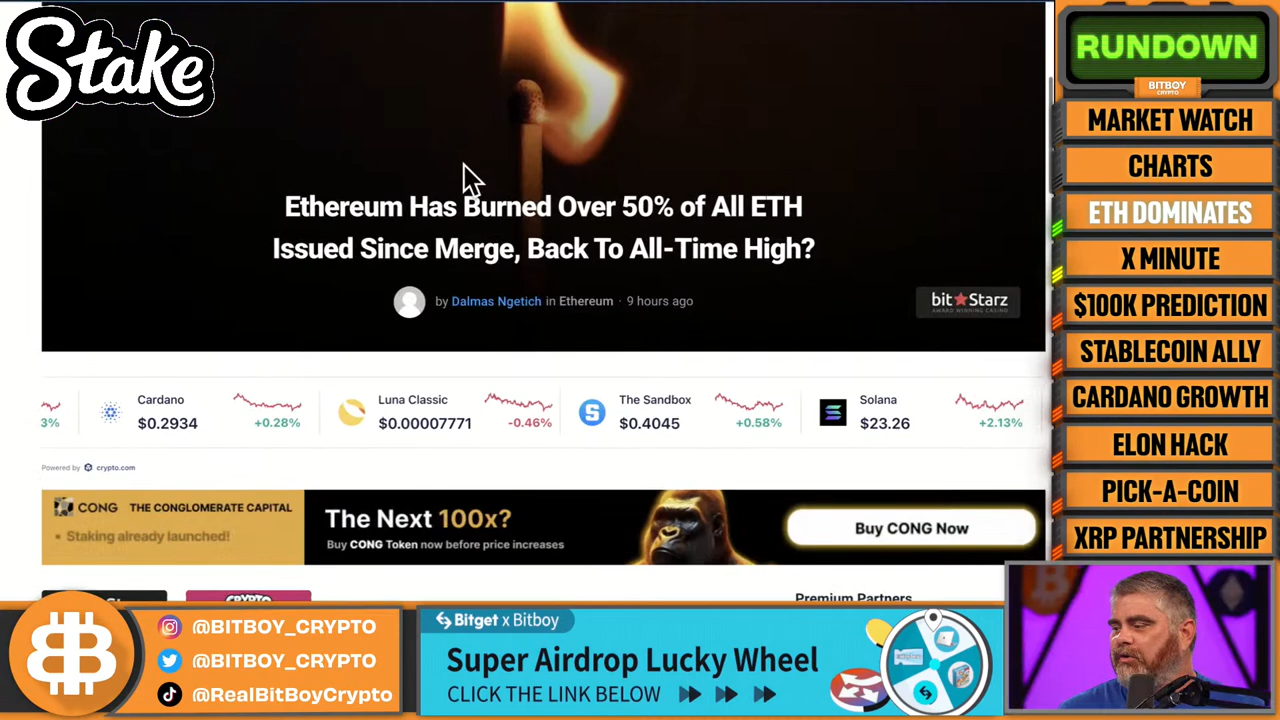 Stake
Ethereum Has Burned Over 50% of All ETH
Issued Since Merge, Back To All-Time High?
by Dalmas Ngetich in Ethereum · 9 hours ago
bitStarz
AWARD WINNING CASINO
3%
Cardano
$0.2934
+0.28%
Luna Classic
$0.00007771
-0.46%
The Sandbox
$0.4045
+0.58%
Solana
$23.26
+2.13%
Powered by crypto.com
CONG THE CONGLOMERATE CAPITAL
• Staking already launched!
The Next 100x?
Buy CONG Token now before price increases
Buy CONG Now
Premium Partners
RUNDOWN
BITBOY
CRYPTO
MARKET WATCH
CHARTS
ETH DOMINATES
X MINUTE
$100K PREDICTION
STABLECOIN ALLY
CARDANO GROWTH
ELON HACK
PICK-A-COIN
XRP PARTNERSHIP
@BITBOY_CRYPTO
@BITBOY_CRYPTO
@RealBitBoyCrypto
Bitget x Bitboy
Super Airdrop Lucky Wheel
CLICK THE LINK BELOW